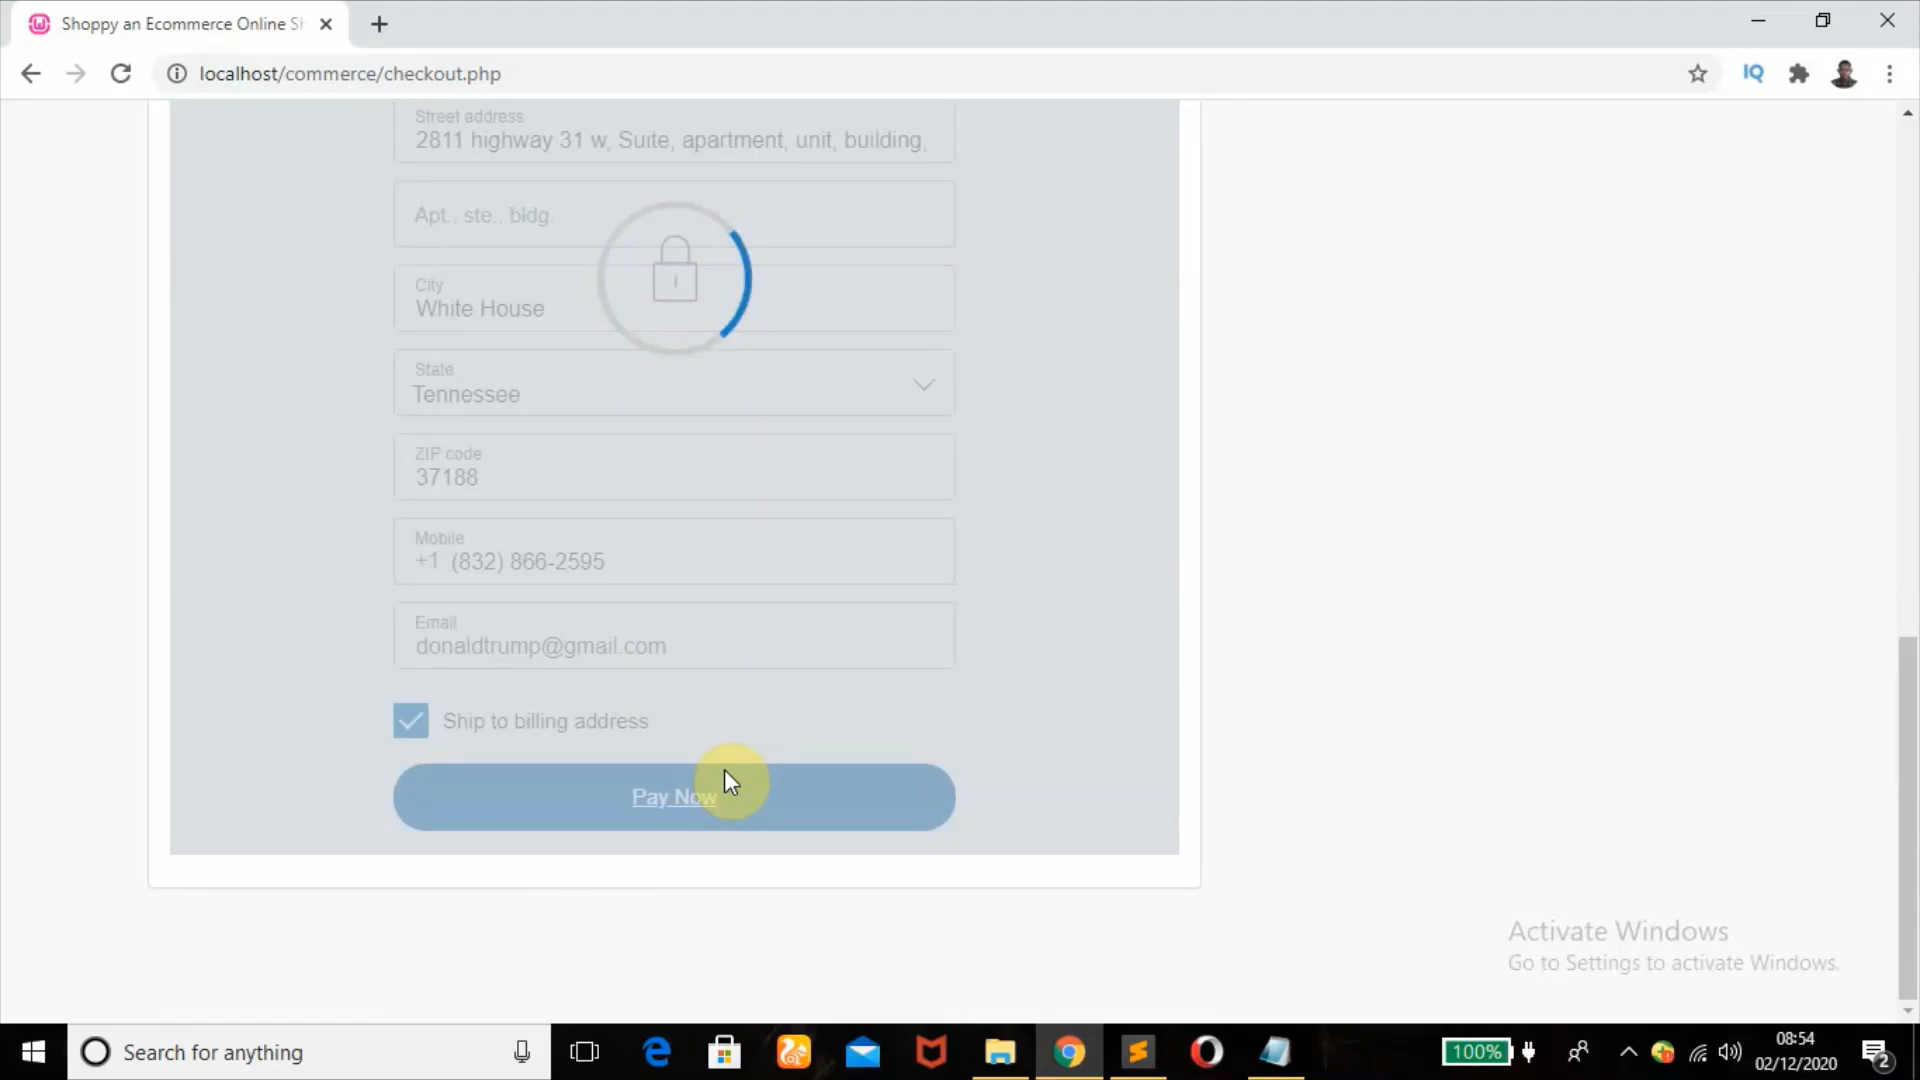 Shoppy an Ecommerce Online Sh
localhost/commerce/checkout.php
IQ
Street address
2811 highway 31 w, Suite, apartment, unit, building,
Apt., ste., bldg.
City
White House
State
Tennessee
ZIP code
37188
Mobile
+1 (832) 866-2595
Email
donaldtrump@gmail.com
Ship to billing address
Pay Now
Activate Windows
Go to Settings to activate Windows.
Search for anything
100%
08:54
02/12/2020
2